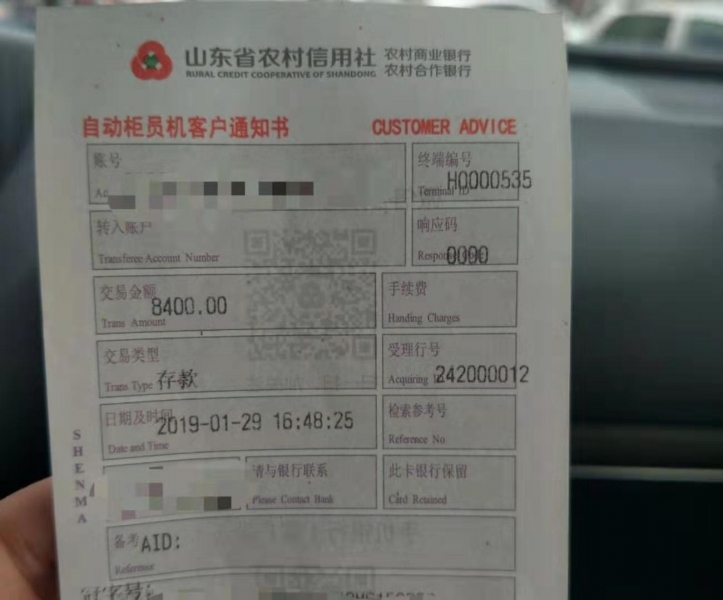 山东省农村信用社 农村商业银行
RURAL CREDIT COOPERATIVE OF SHANDONG 农村合作银行
自动柜员机客户通知书 CUSTOMER ADVICE
账号
终端编号
Terminal ID H0000535
转入账户
Transferee Account Number
响应码
0000
交易金额
Trans Amount 8400.00
手续费
Handing Charges
交易类型
Trans Type 存款
受理行号
Acquiring 242000012
日期及时间
Date and Time 2019-01-29 16:48:25
检索参考号
Reference No
请与银行联系
Please Contact Bank
此卡银行保留
Card Retained
SHENMA
备考 AID:
Reference